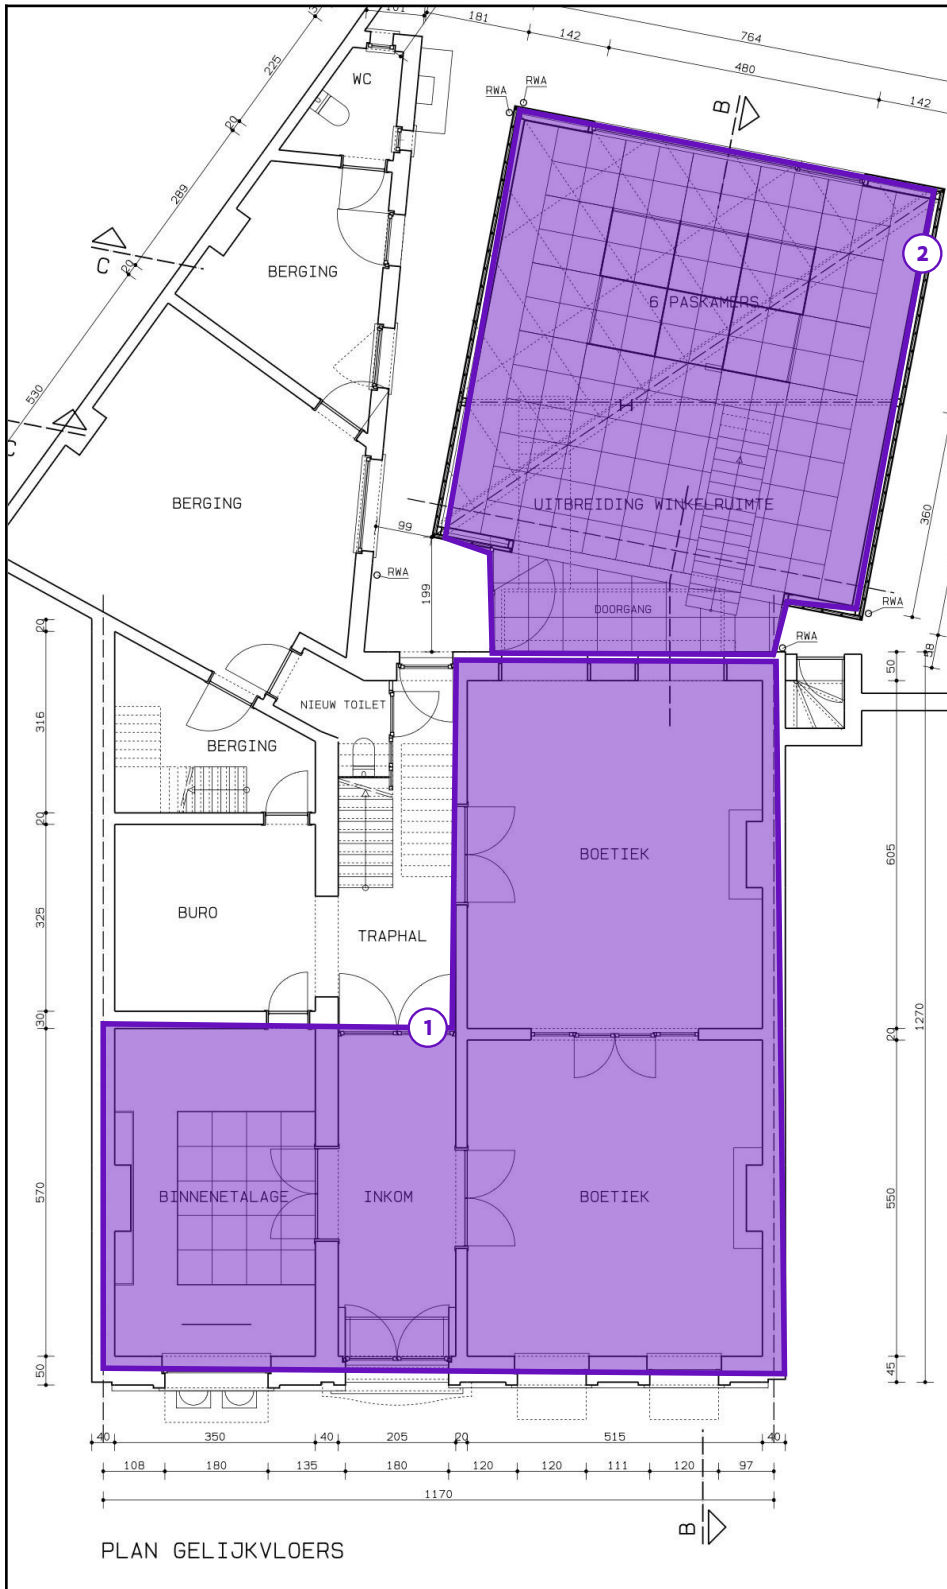 101
181
142
764
480
142
225
WC
RWA
RWA
B
20
289
C
20
BERGING
2
6 PASKAMERS
530
C
BERGING
UITBREIDING WINKELRUIMTE
99
360
RWA
199
DOORGANG
RWA
RWA
58
20
50
NIEUW TOILET
316
BERGING
20
605
BOETIEK
325
BURO
TRAPHAL
30
1
20
1270
570
BINNENETALAGE
INKOM
BOETIEK
550
50
45
40
350
40
205
20
515
40
108
180
135
180
120
120
111
120
97
1170
B
PLAN GELIJKVLOERS